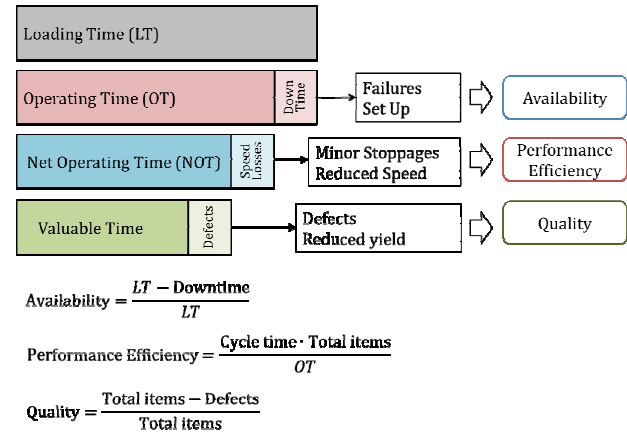 Loading Time (LT)
Operating Time (OT)
Down
Time
Failures
Set Up
Availability
Net Operating Time (NOT)
Speed
Losses
Minor Stoppages
Reduced Speed
Performance
Efficiency
Valuable Time
Defects
Defects
Reduced yield
Quality
Availability = (LT − Downtime) / LT
Performance Efficiency = (Cycle time · Total items) / OT
Quality = (Total items − Defects) / Total items